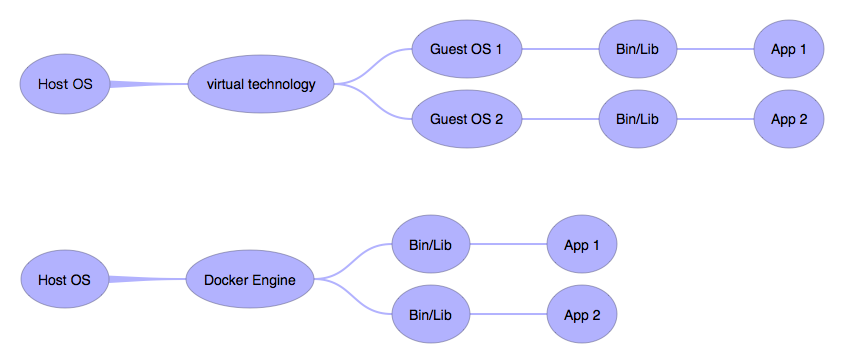 Host OS
virtual technology
Guest OS 1
Bin/Lib
App 1
Guest OS 2
Bin/Lib
App 2
Host OS
Docker Engine
Bin/Lib
App 1
Bin/Lib
App 2